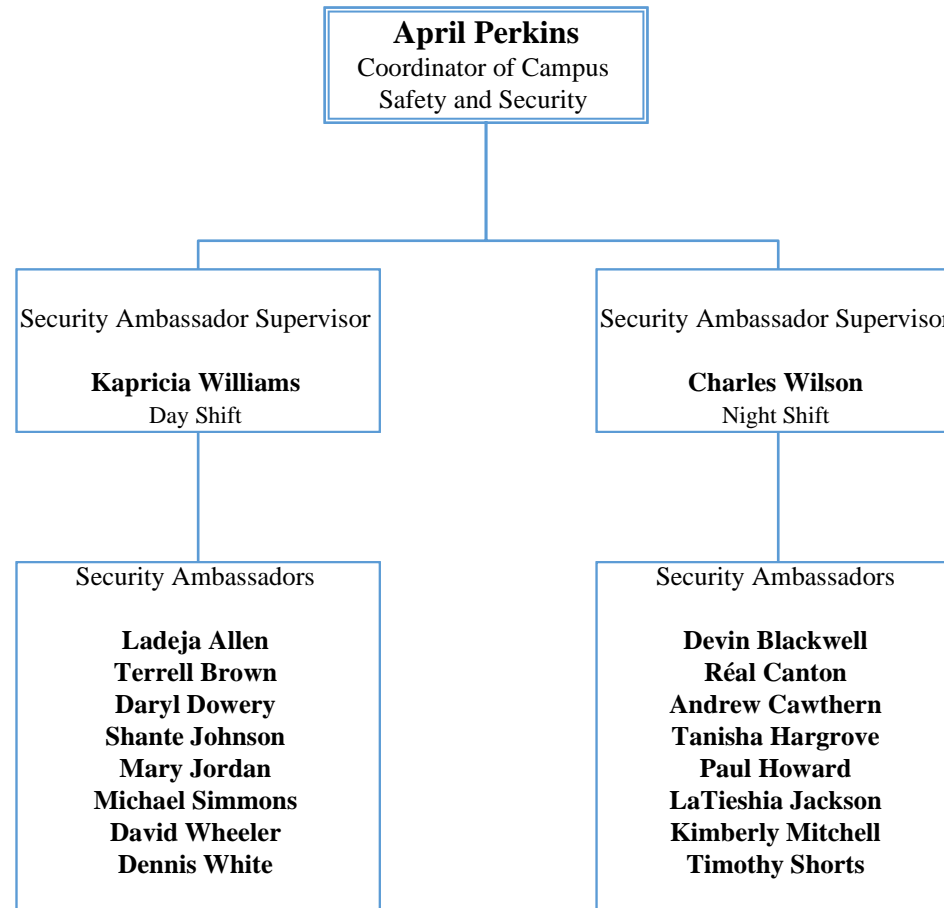 April Perkins
Coordinator of Campus
Safety and Security
Security Ambassador Supervisor
Kapricia Williams
Day Shift
Security Ambassador Supervisor
Charles Wilson
Night Shift
Security Ambassadors
Ladeja Allen
Terrell Brown
Daryl Dowery
Shante Johnson
Mary Jordan
Michael Simmons
David Wheeler
Dennis White
Security Ambassadors
Devin Blackwell
Réal Canton
Andrew Cawthern
Tanisha Hargrove
Paul Howard
LaTieshia Jackson
Kimberly Mitchell
Timothy Shorts